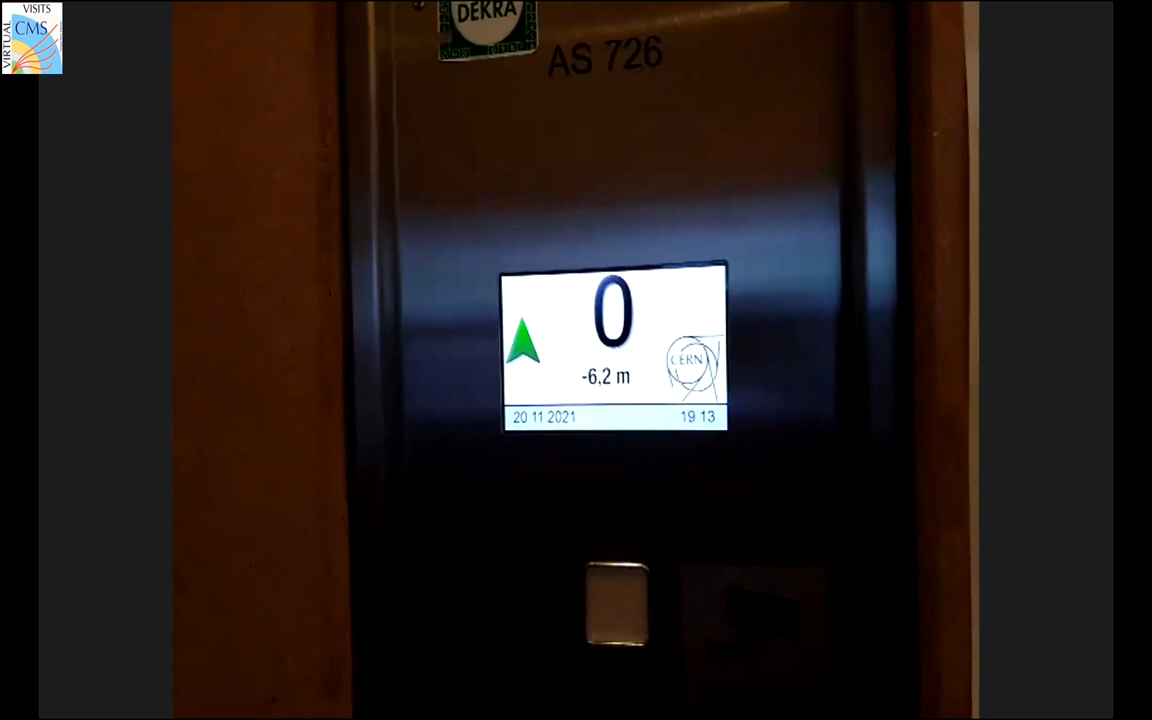 VISITS
VIRTUAL
CMS
DEKRA
AS 726
0
-6,2 m
CERN
20 11 2021
19 13